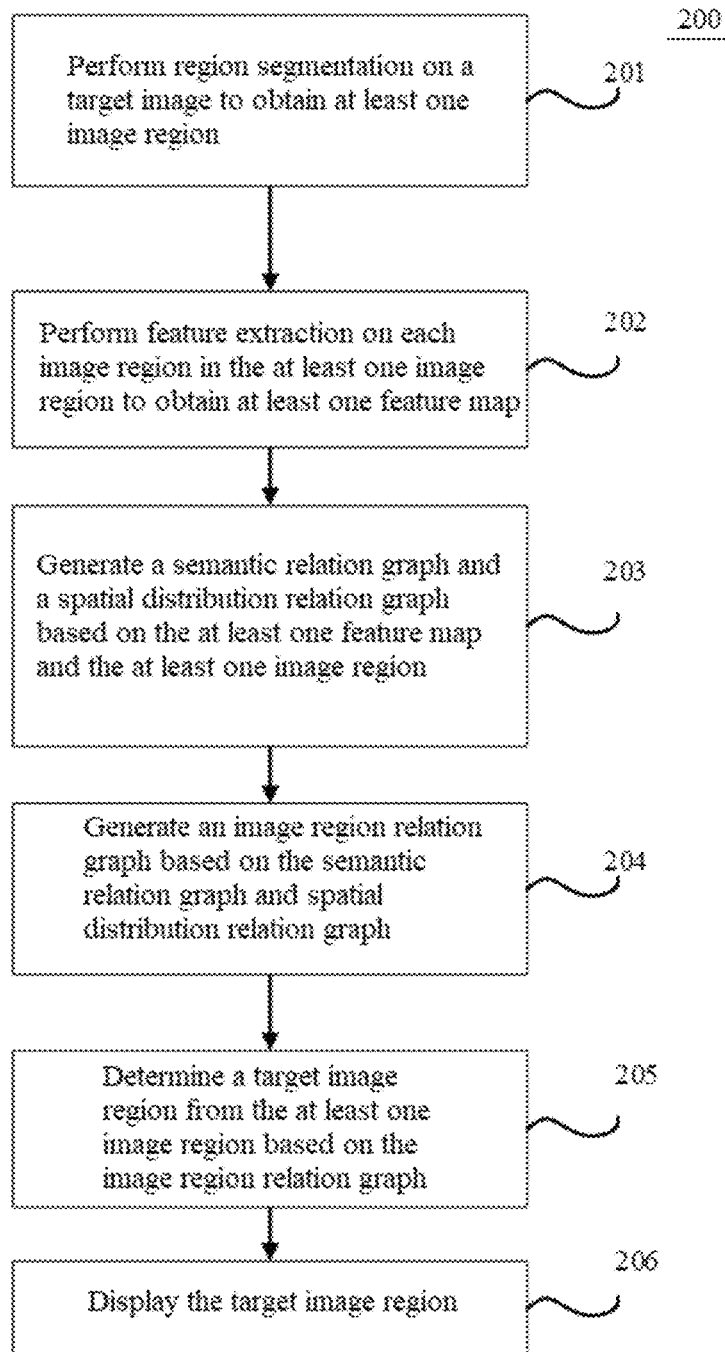 200
Perform region segmentation on a
target image to obtain at least one
image region
201
Perform feature extraction on each
image region in the at least one image
region to obtain at least one feature map
202
Generate a semantic relation graph and
a spatial distribution relation graph
based on the at least one feature map
and the at least one image region
203
Generate an image region relation
graph based on the semantic
relation graph and spatial
distribution relation graph
204
Determine a target image
region from the at least one
image region based on the
image region relation graph
205
Display the target image region
206